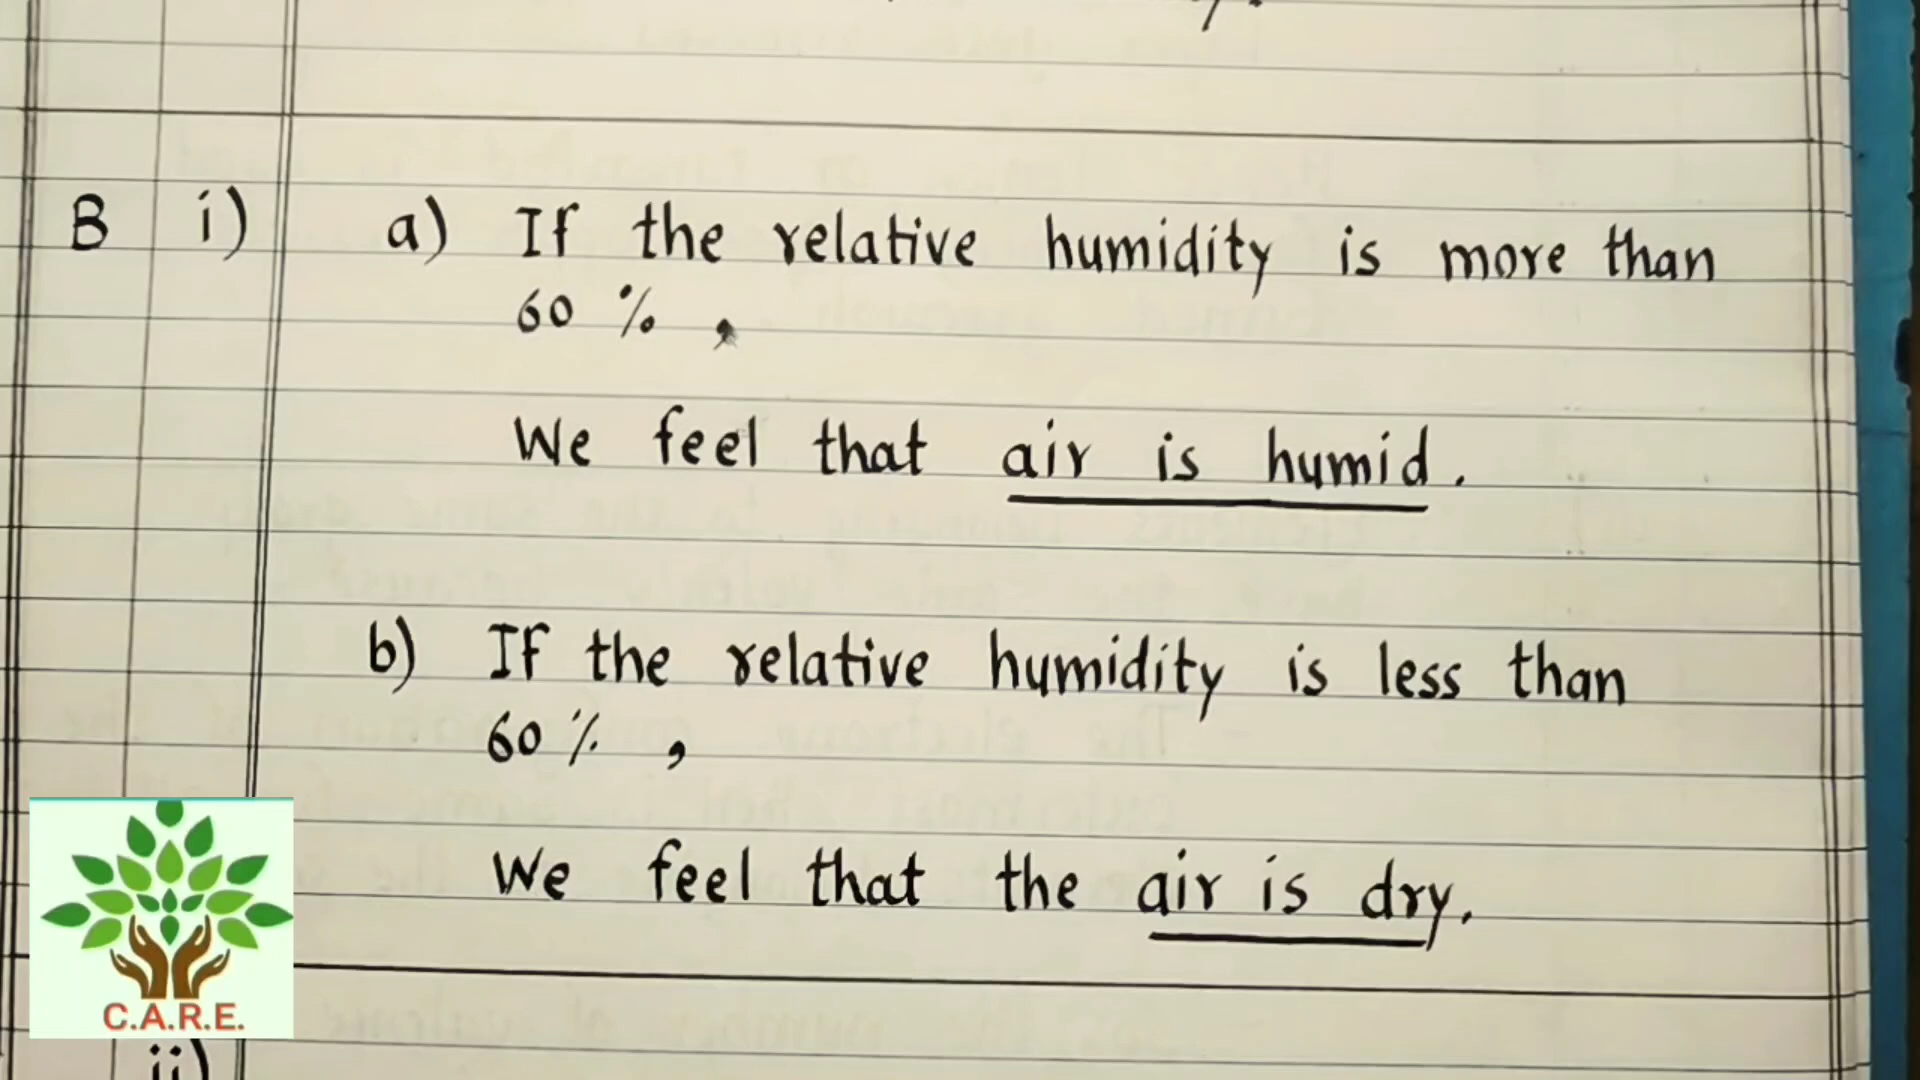 B i) a) If the relative humidity is more than
60 % ,
We feel that air is humid.
b) If the relative humidity is less than
60 % ,
We feel that the air is dry.
C.A.R.E.
ii)